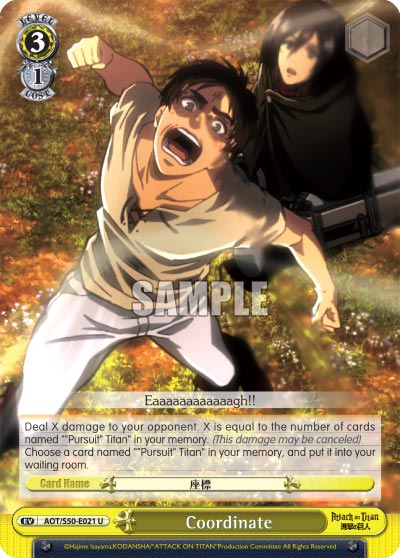 LEVEL
3
1
COST
SAMPLE
Eaaaaaaaaaaaagh!!
Deal X damage to your opponent. X is equal to the number of cards
named ""Pursuit" Titan" in your memory. (This damage may be canceled)
Choose a card named ""Pursuit" Titan" in your memory, and put it into your
waiting room.
Card Name
座標
EV AOT/S50-E021 U
Coordinate
Attack on Titan
進撃の巨人
©Hajime Isayama,KODANSHA/"ATTACK ON TITAN"Production Committee All Rights Reserved